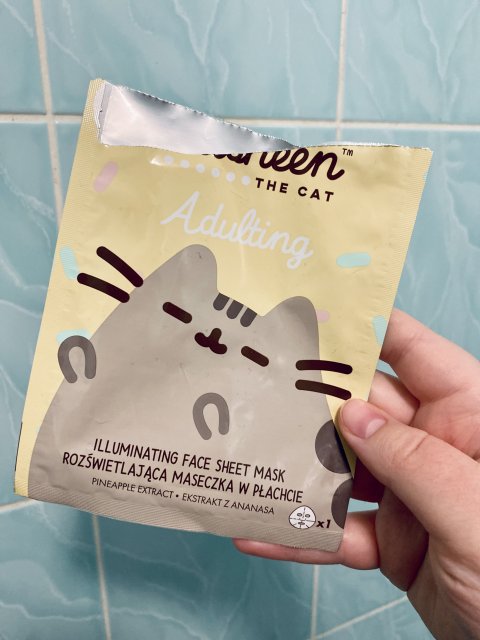 THE CAT
Adulting
ILLUMINATING FACE SHEET MASK
ROZŚWIETLAJĄCA MASECZKA W PŁACHCIE
PINEAPPLE EXTRACT • EKSTRAKT Z ANANASA
x1